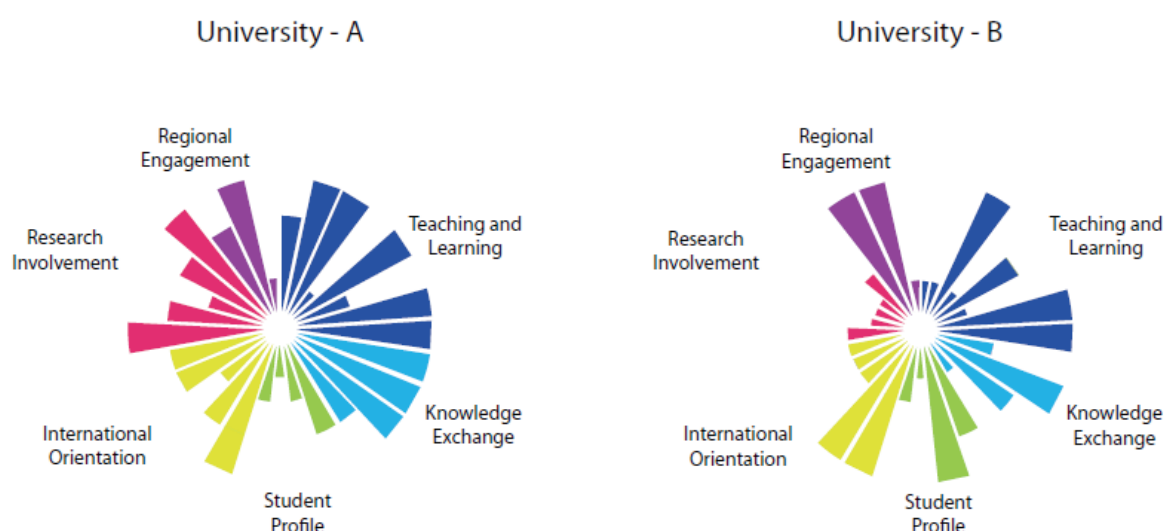 University - A
Regional
Engagement
Research
Involvement
Teaching and
Learning
International
Orientation
Knowledge
Exchange
Student
Profile
University - B
Regional
Engagement
Research
Involvement
Teaching and
Learning
International
Orientation
Knowledge
Exchange
Student
Profile